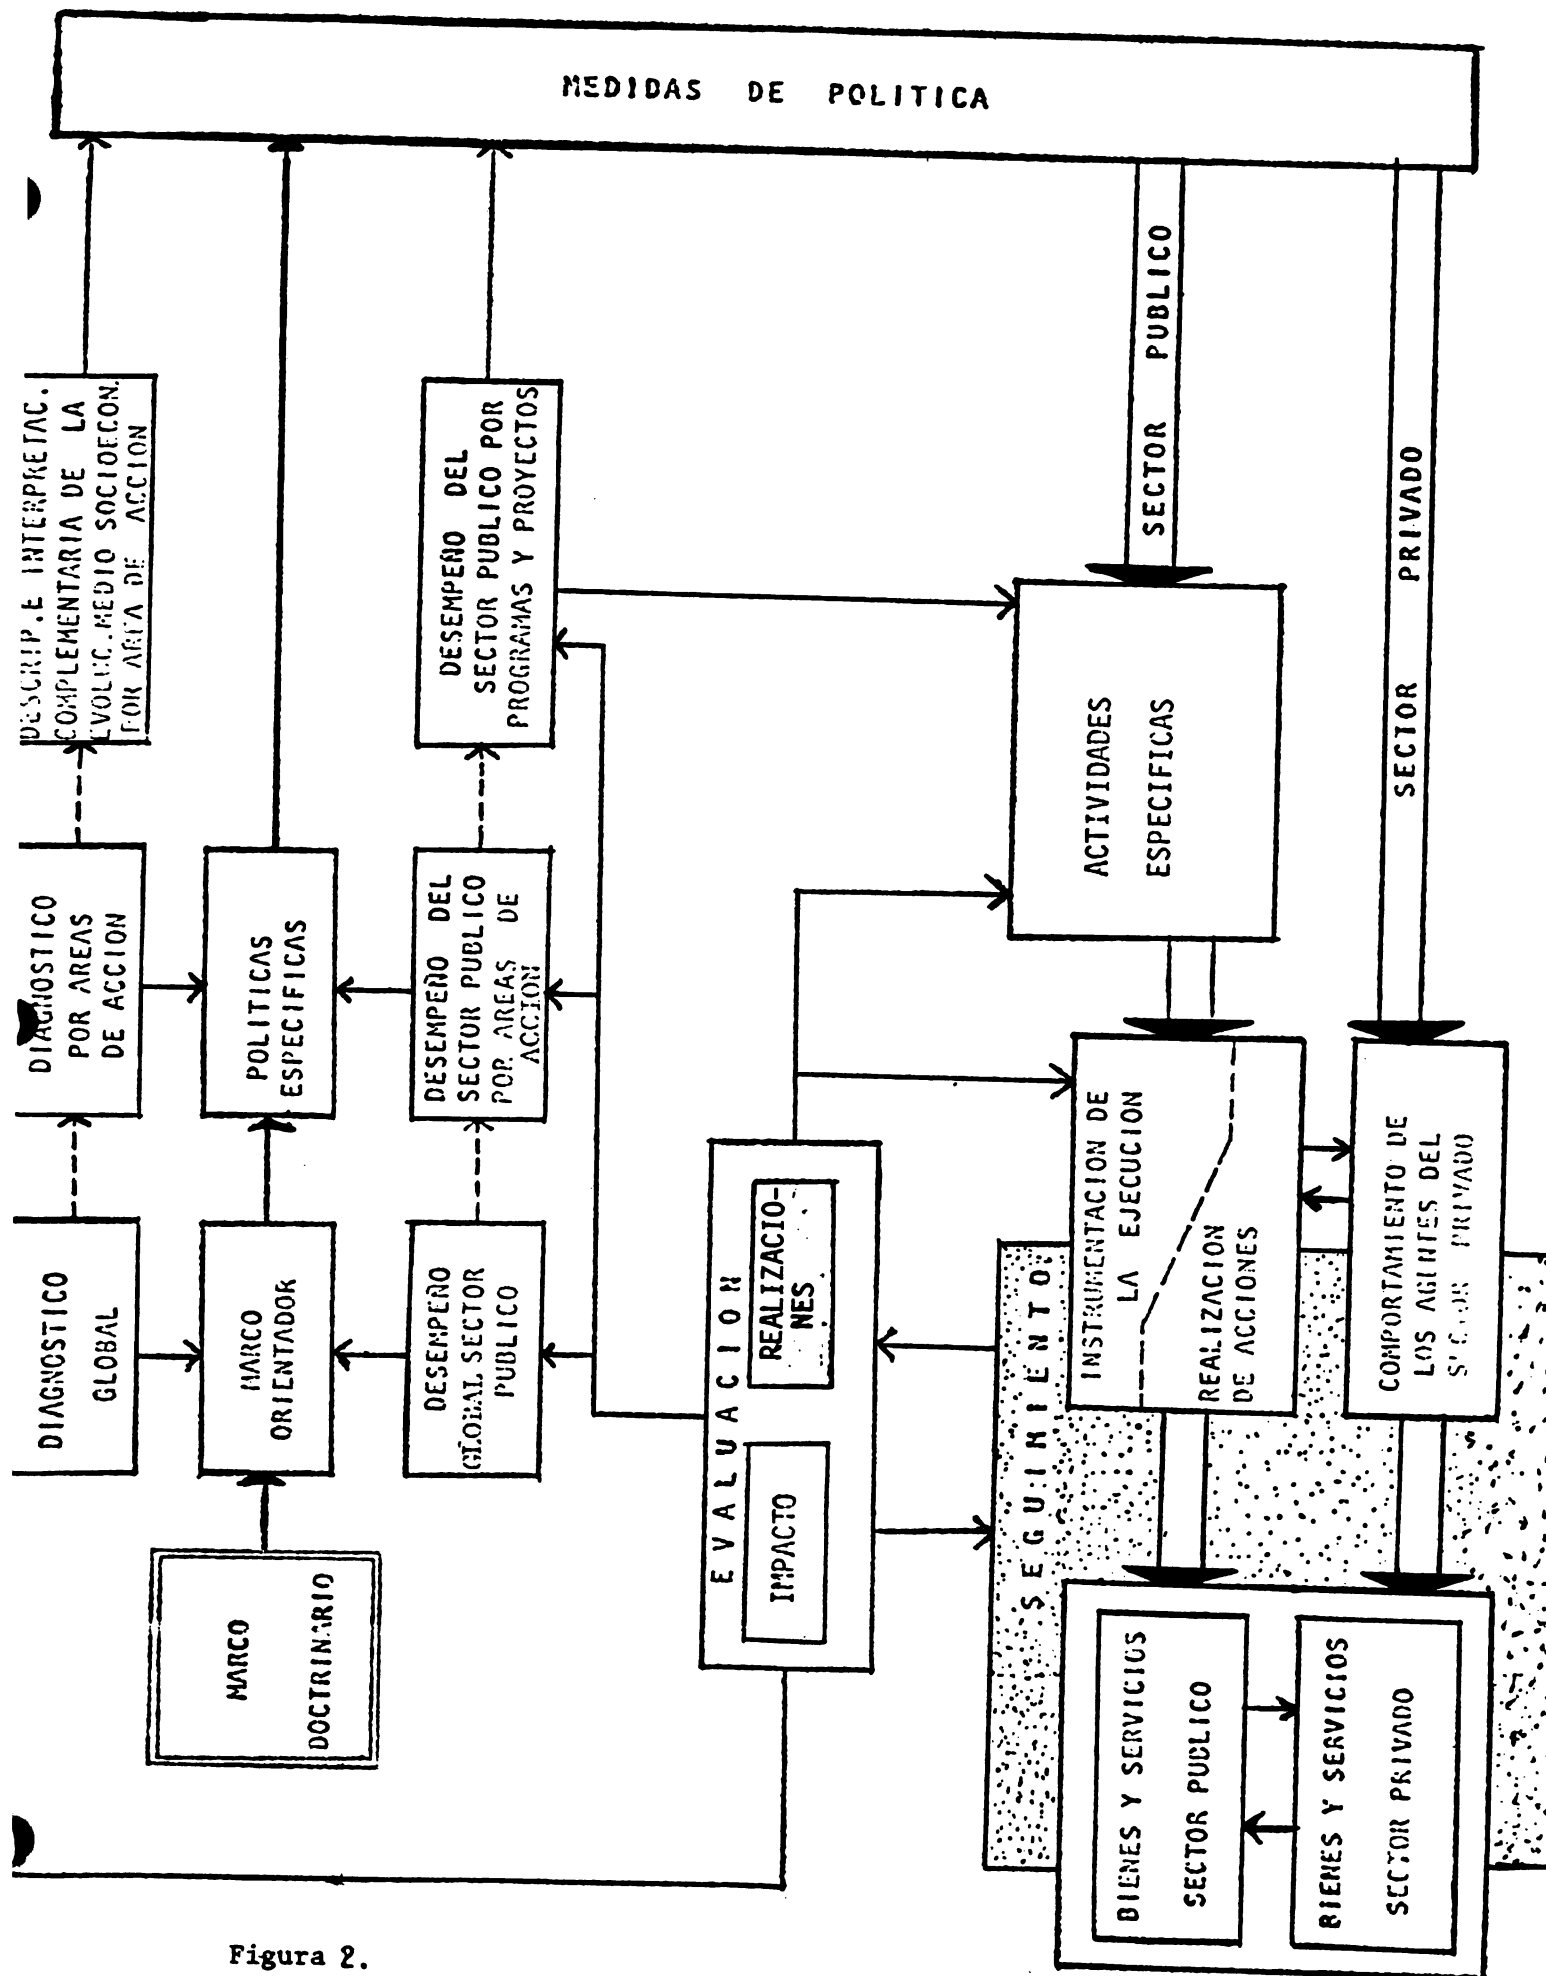 MEDIDAS DE POLITICA
DESCRIP.E INTERPRETAC.
COMPLEMENTARIA DE LA
EVOLUC.MEDIO SOCIOECON.
POR AREA DE ACCION
DESEMPEÑO DEL
SECTOR PUBLICO POR
PROGRAMAS Y PROYECTOS
SECTOR PUBLICO
SECTOR PRIVADO
DIAGNOSTICO
POR AREAS
DE ACCION
POLITICAS
ESPECIFICAS
DESEMPEÑO DEL
SECTOR PUBLICO
POR AREAS DE
ACCION
ACTIVIDADES
ESPECIFICAS
DIAGNOSTICO
GLOBAL
MARCO
ORIENTADOR
DESEMPEÑO
GLOBAL SECTOR
PUBLICO
EVALUACION
REALIZACIO-
NES
IMPACTO
INSTRUMENTACION DE
LA EJECUCION
REALIZACION
DE ACCIONES
COMPORTAMIENTO DE
LOS AGENTES DEL
SECTOR PRIVADO
SEGUIMIENTO
MARCO
DOCTRINARIO
BIENES Y SERVICIOS
SECTOR PUBLICO
BIENES Y SERVICIOS
SECTOR PRIVADO
Figura 2.